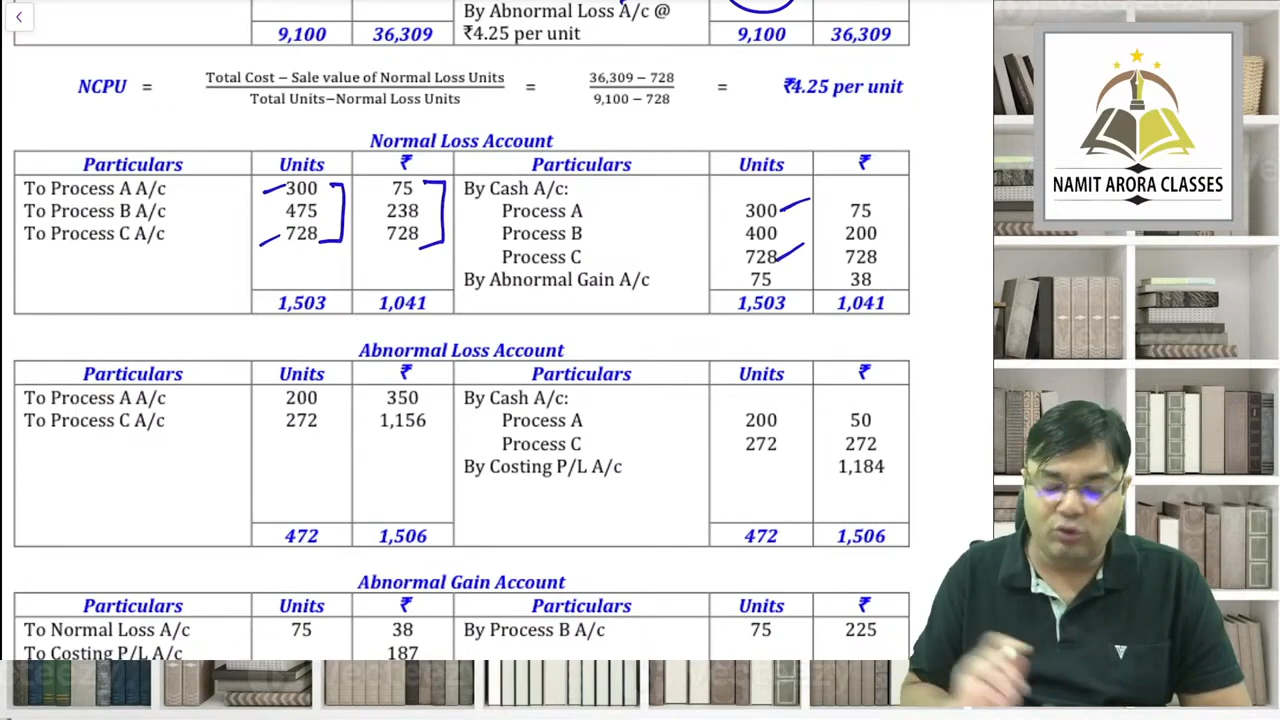 By Abnormal Loss A/c @
₹4.25 per unit
9,100 36,309 9,100 36,309
NCPU = Total Cost − Sale value of Normal Loss Units / Total Units−Normal Loss Units = 36,309 − 728 / 9,100 − 728 = ₹4.25 per unit
Normal Loss Account
Particulars Units ₹ Particulars Units ₹
To Process A A/c 300 75 By Cash A/c:
To Process B A/c 475 238 Process A 300 75
To Process C A/c 728 728 Process B 400 200
Process C 728 728
By Abnormal Gain A/c 75 38
1,503 1,041 1,503 1,041
Abnormal Loss Account
Particulars Units ₹ Particulars Units ₹
To Process A A/c 200 350 By Cash A/c:
To Process C A/c 272 1,156 Process A 200 50
Process C 272 272
By Costing P/L A/c 1,184
472 1,506 472 1,506
Abnormal Gain Account
Particulars Units ₹ Particulars Units ₹
To Normal Loss A/c 75 38 By Process B A/c 75 225
To Costing P/L A/c 187
NAMIT ARORA CLASSES